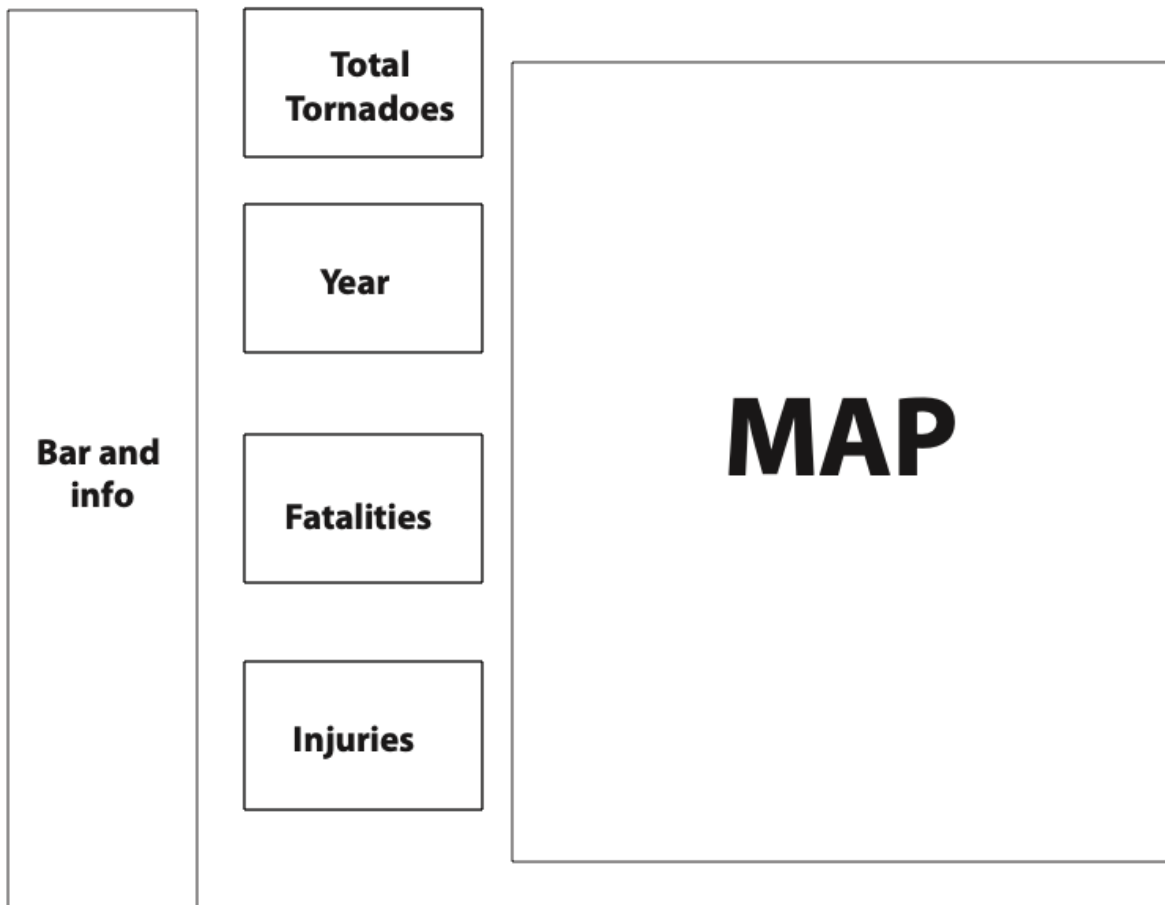 Total
Tornadoes
Year
Bar and
info
Fatalities
Injuries
MAP